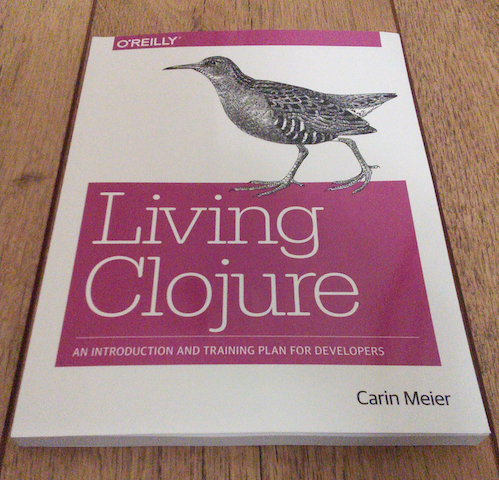 O'REILLY®
Living
Clojure
AN INTRODUCTION AND TRAINING PLAN FOR DEVELOPERS
Carin Meier